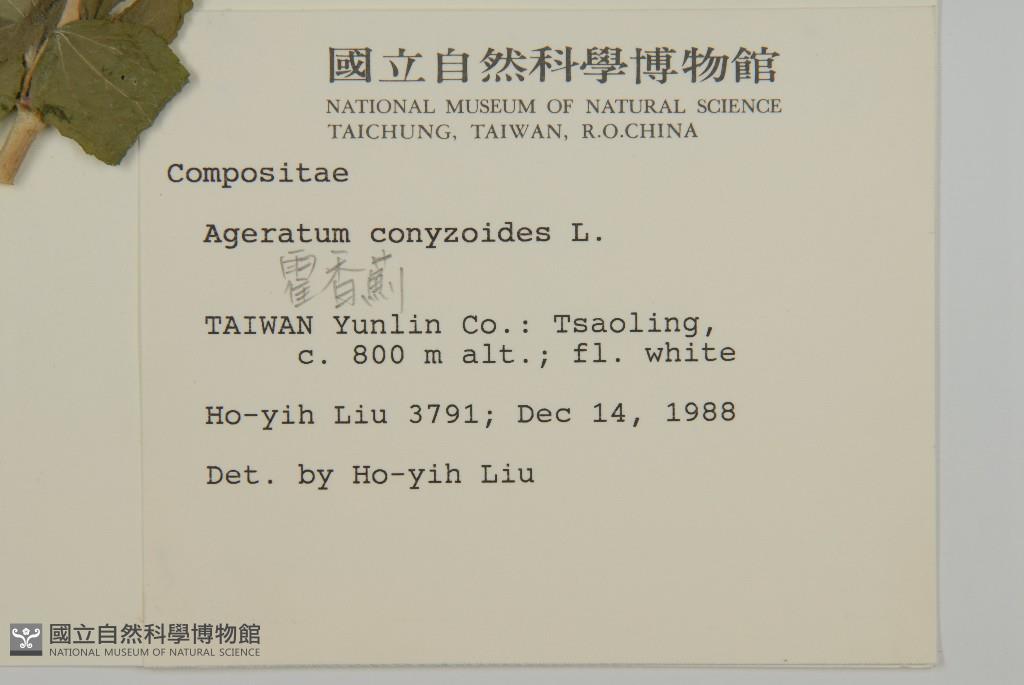 國立自然科學博物館
NATIONAL MUSEUM OF NATURAL SCIENCE
TAICHUNG, TAIWAN, R.O.CHINA
Compositae
Ageratum conyzoides L.
霍香薊
TAIWAN Yunlin Co.: Tsaoling,
c. 800 m alt.; fl. white
Ho-yih Liu 3791; Dec 14, 1988
Det. by Ho-yih Liu
國立自然科學博物館
NATIONAL MUSEUM OF NATURAL SCIENCE